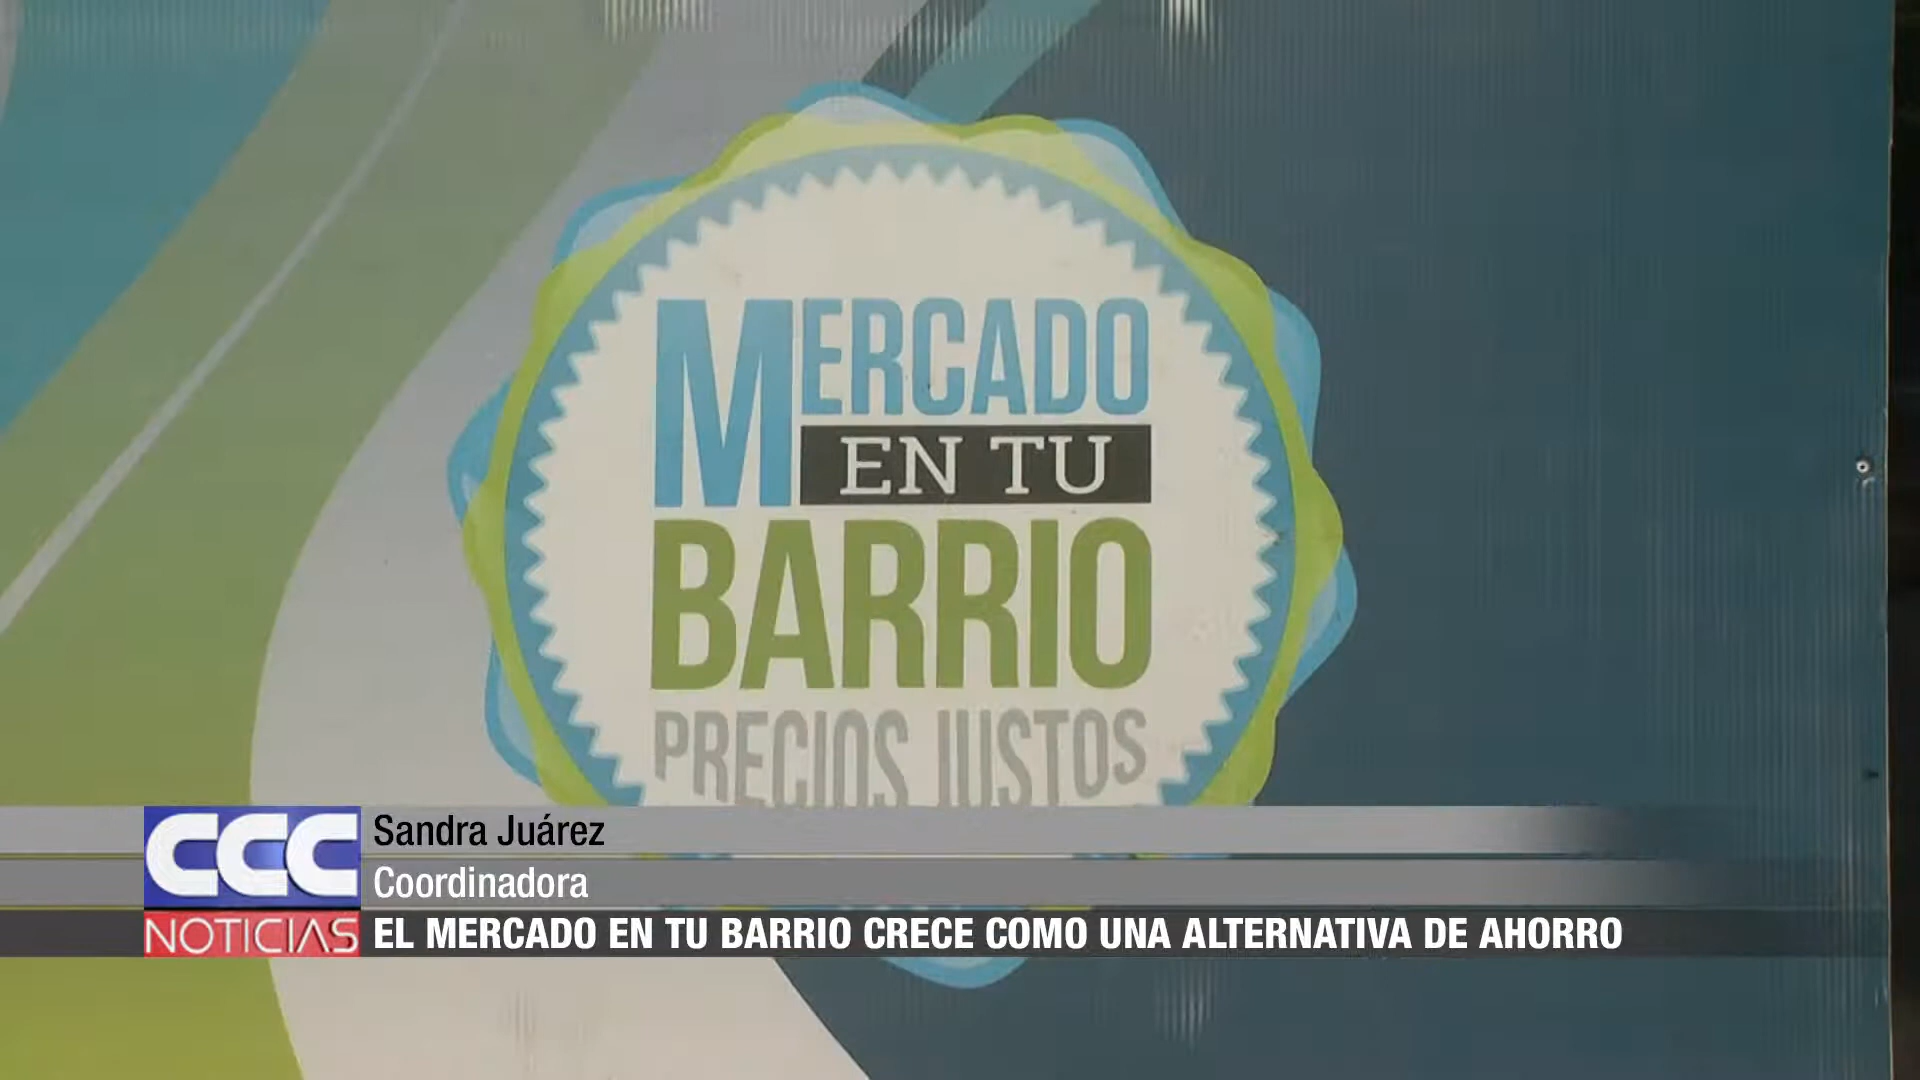 MERCADO
EN TU
BARRIO
PRECIOS JUSTOS
CCC
NOTICIAS
Sandra Juárez
Coordinadora
EL MERCADO EN TU BARRIO CRECE COMO UNA ALTERNATIVA DE AHORRO